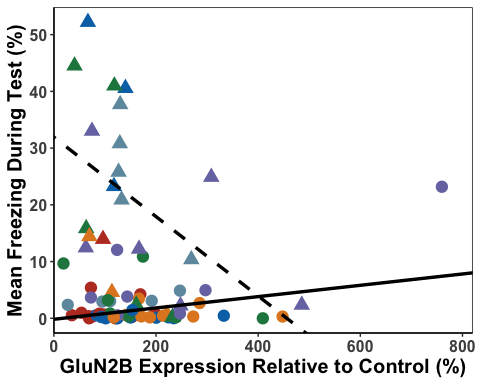 Mean Freezing During Test (%)
50
40
30
20
10
0
0 200 400 600 800
GluN2B Expression Relative to Control (%)